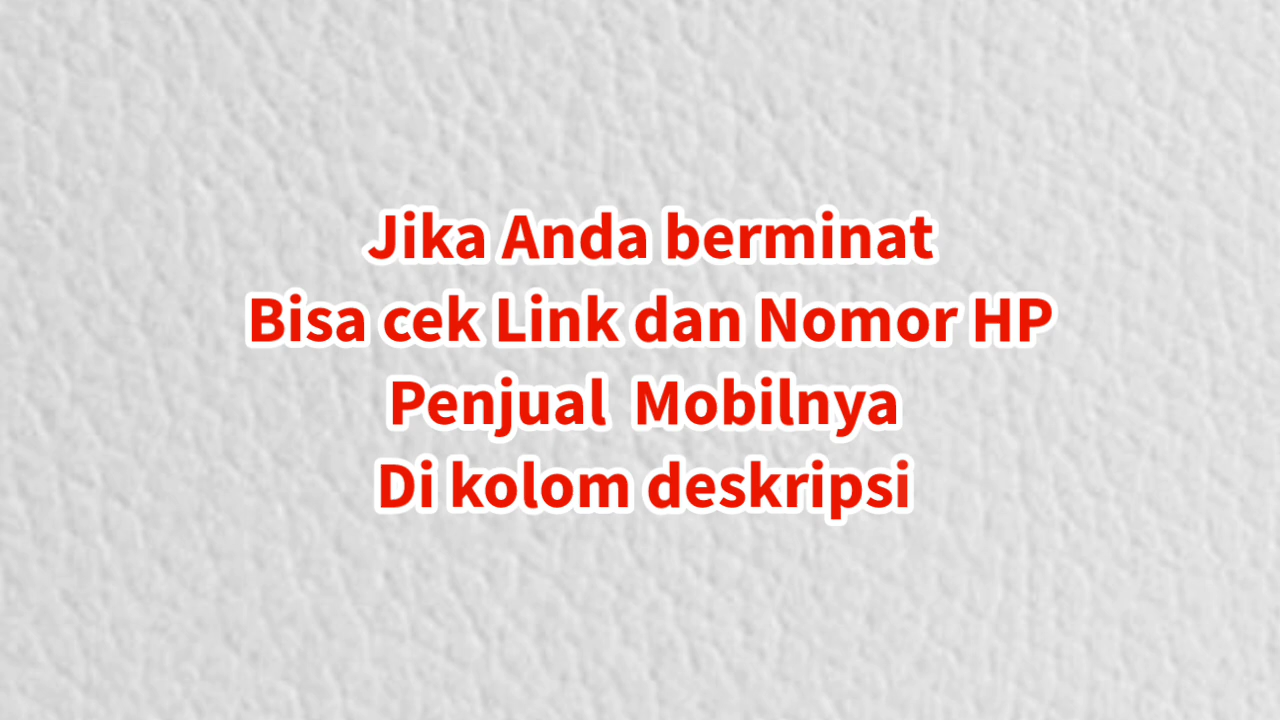 Jika Anda berminat
Bisa cek Link dan Nomor HP
Penjual  Mobilnya
Di kolom deskripsi